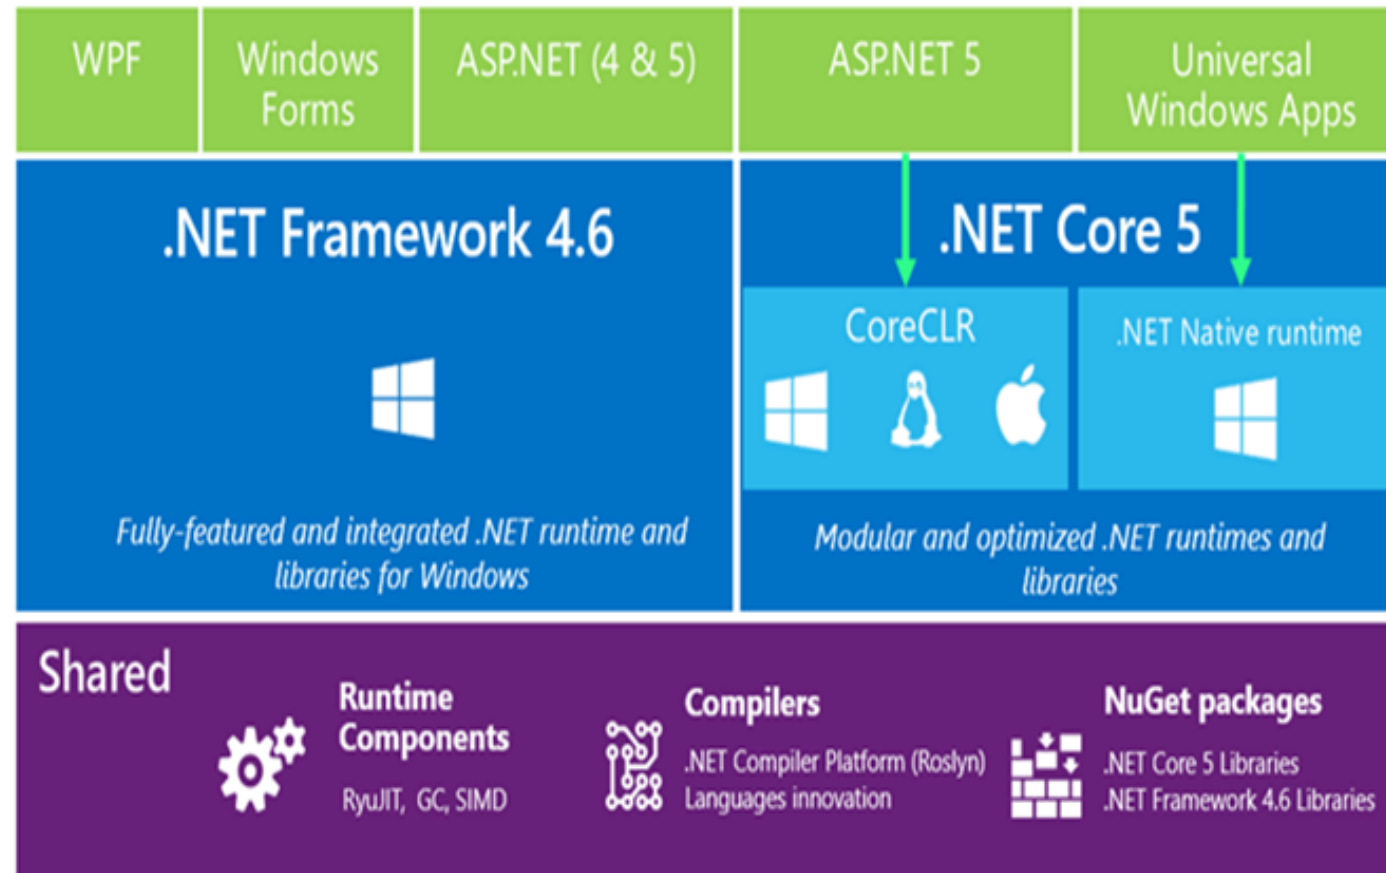 WPF
Windows
Forms
ASP.NET (4 & 5)
ASP.NET 5
Universal
Windows Apps
.NET Framework 4.6
Fully-featured and integrated .NET runtime and
libraries for Windows
.NET Core 5
CoreCLR
.NET Native runtime
Modular and optimized .NET runtimes and
libraries
Shared
Runtime
Components
RyuJIT, GC, SIMD
Compilers
.NET Compiler Platform (Roslyn)
Languages innovation
NuGet packages
.NET Core 5 Libraries
.NET Framework 4.6 Libraries